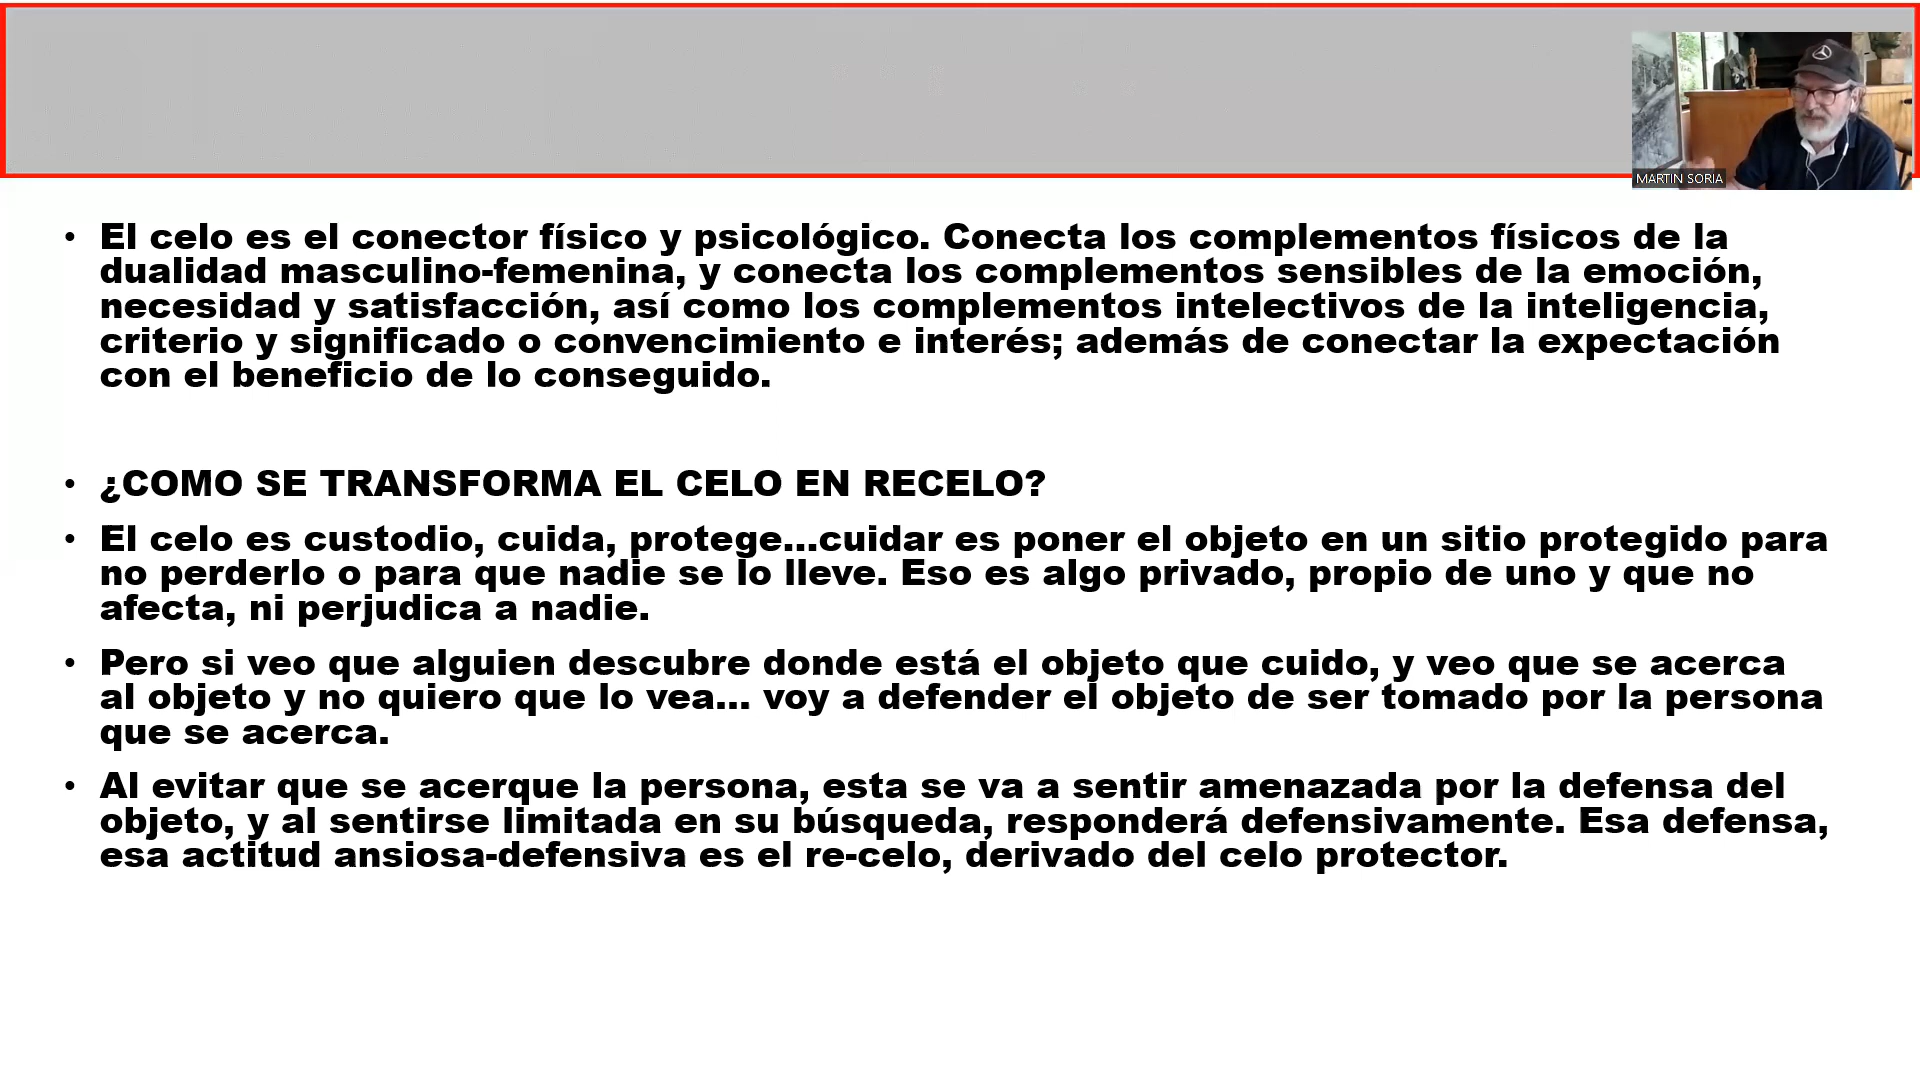 MARTIN SORIA
• El celo es el conector físico y psicológico. Conecta los complementos físicos de la
dualidad masculino-femenina, y conecta los complementos sensibles de la emoción,
necesidad y satisfacción, así como los complementos intelectivos de la inteligencia,
criterio y significado o convencimiento e interés; además de conectar la expectación
con el beneficio de lo conseguido.
• ¿COMO SE TRANSFORMA EL CELO EN RECELO?
• El celo es custodio, cuida, protege...cuidar es poner el objeto en un sitio protegido para
no perderlo o para que nadie se lo lleve. Eso es algo privado, propio de uno y que no
afecta, ni perjudica a nadie.
• Pero si veo que alguien descubre donde está el objeto que cuido, y veo que se acerca
al objeto y no quiero que lo vea... voy a defender el objeto de ser tomado por la persona
que se acerca.
• Al evitar que se acerque la persona, esta se va a sentir amenazada por la defensa del
objeto, y al sentirse limitada en su búsqueda, responderá defensivamente. Esa defensa,
esa actitud ansiosa-defensiva es el re-celo, derivado del celo protector.